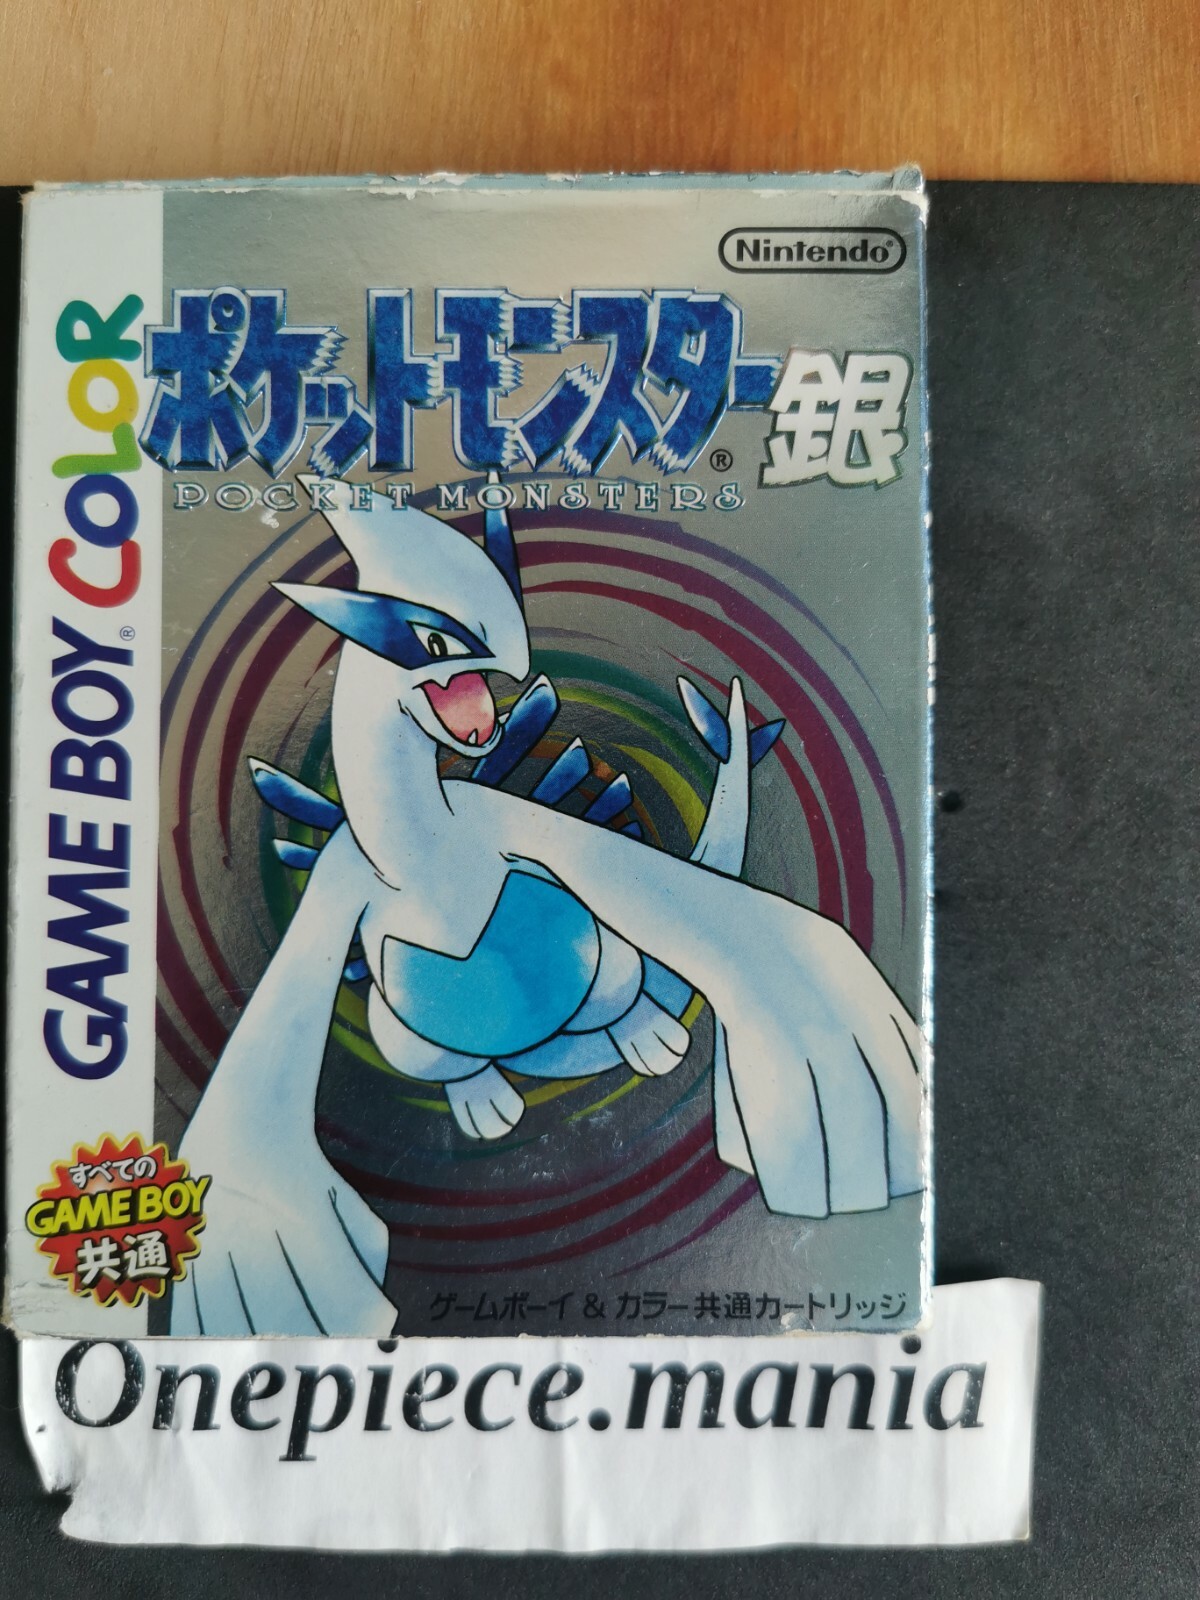 Nintendo®
ポケットモンスター銀
®
POCKET MONSTERS
GAME BOY® COLOR
すべての
GAME BOY
共通
ゲームボーイ & カラー共通カートリッジ
Onepiece.mania